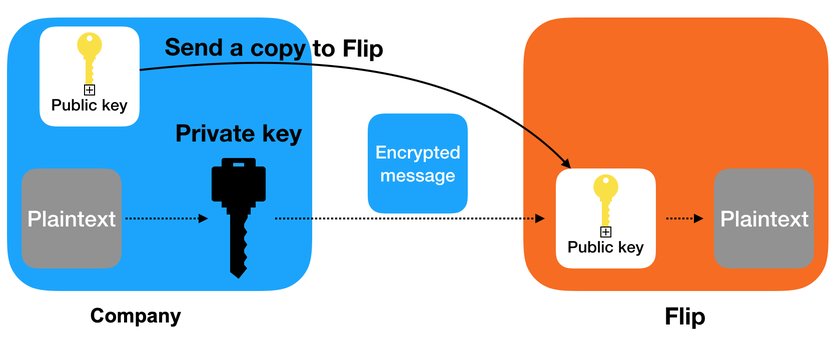 Send a copy to Flip
Public key
Private key
Plaintext
Encrypted
message
Public key
Plaintext
Company
Flip